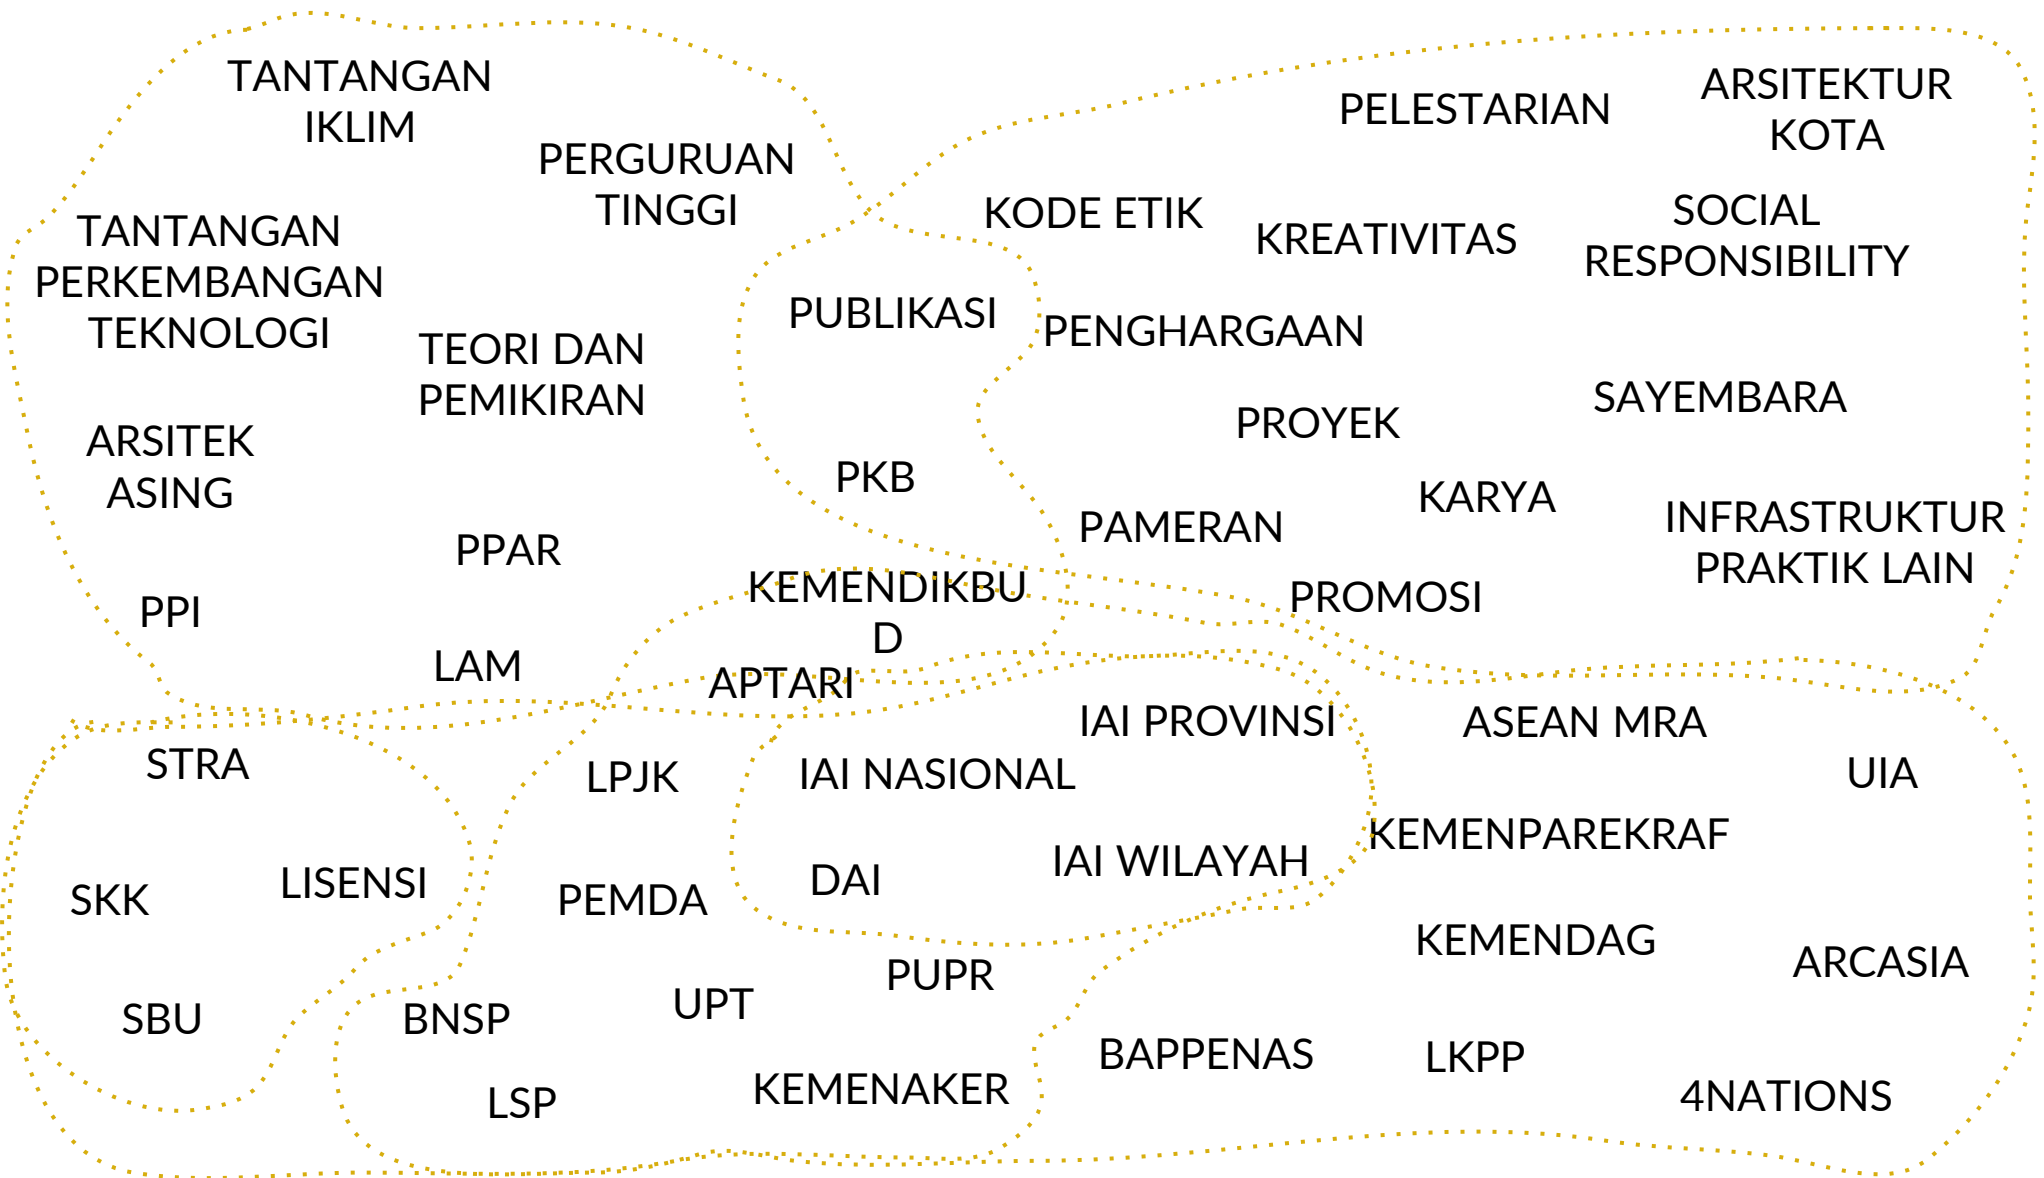 TANTANGAN
IKLIM
PERGURUAN
TINGGI
TANTANGAN
PERKEMBANGAN
TEKNOLOGI
TEORI DAN
PEMIKIRAN
ARSITEK
ASING
PPAR
PPI
LAM
PUBLIKASI
PKB
KEMENDIKBU
D
APTARI
PELESTARIAN
ARSITEKTUR
KOTA
KODE ETIK
KREATIVITAS
SOCIAL
RESPONSIBILITY
PENGHARGAAN
SAYEMBARA
PROYEK
KARYA
PAMERAN
INFRASTRUKTUR
PRAKTIK LAIN
PROMOSI
STRA
SKK
LISENSI
SBU
LPJK
PEMDA
BNSP
UPT
PUPR
LSP
KEMENAKER
IAI PROVINSI
IAI NASIONAL
IAI WILAYAH
DAI
ASEAN MRA
UIA
KEMENPAREKRAF
KEMENDAG
ARCASIA
BAPPENAS
LKPP
4NATIONS